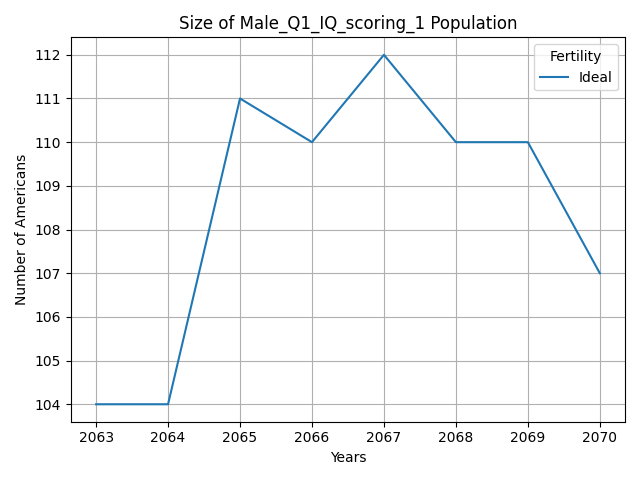 Size of Male_Q1_IQ_scoring_1 Population
Fertility
Ideal
Number of Americans
112
111
110
109
108
107
106
105
104
2063 2064 2065 2066 2067 2068 2069 2070
Years